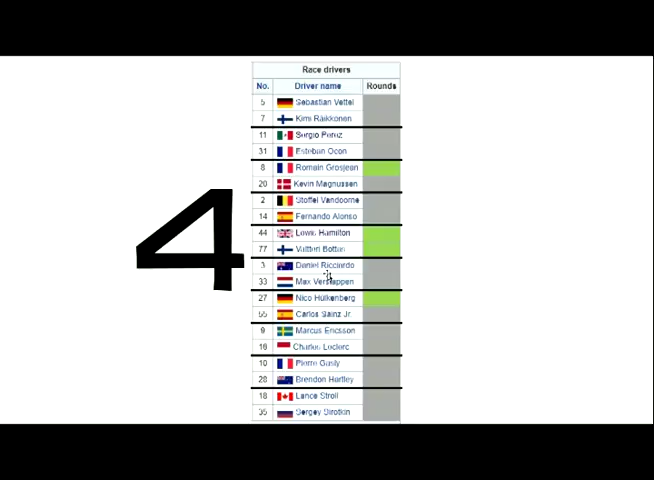 Race drivers
No. Driver name Rounds
5 Sebastian Vettel
7 Kimi Räikkönen
11 Sergio Perez
31 Esteban Ocon
8 Romain Grosjean
20 Kevin Magnussen
2 Stoffel Vandoorne
14 Fernando Alonso
44 Lewis Hamilton
77 Valtteri Bottas
3 Daniel Ricciardo
33 Max Verstappen
27 Nico Hülkenberg
55 Carlos Sainz Jr.
9 Marcus Ericsson
16 Charles Leclerc
10 Pierre Gasly
28 Brendon Hartley
18 Lance Stroll
35 Sergey Sirotkin
4